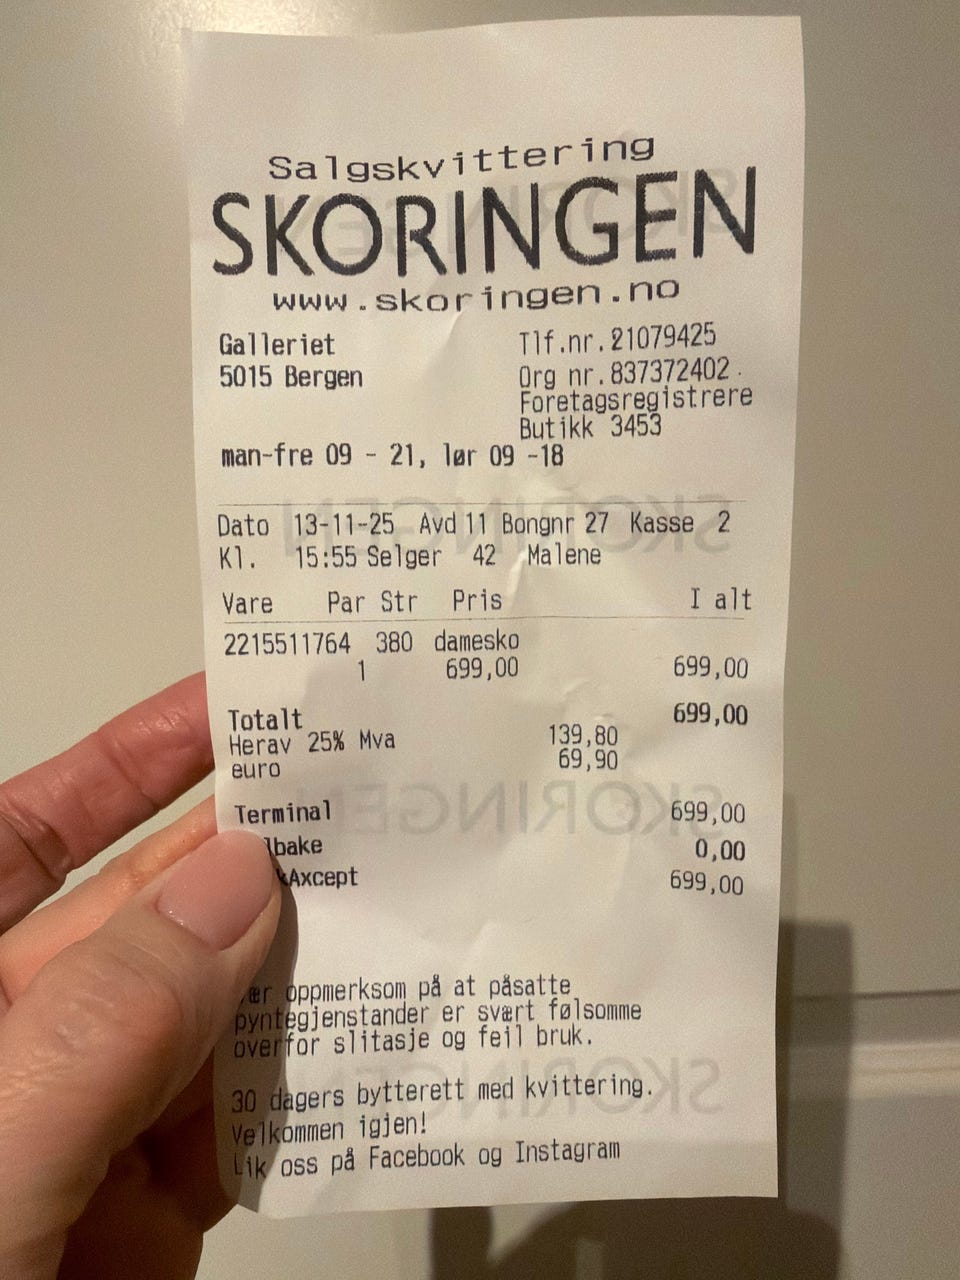 Salgskvittering
SKORINGEN
www.skoringen.no
Galleriet
5015 Bergen
Tlf.nr.21079425
Org nr.837372402
Foretagsregistrere
Butikk 3453
man-fre 09 - 21, lør 09 -18
Dato 13-11-25 Avd 11 Bongnr 27 Kasse 2
Kl. 15:55 Selger 42 Malene
Vare Par Str Pris I alt
2215511764 380 damesko
1 699,00 699,00
Totalt 699,00
Herav 25% Mva 139,80
euro 69,90
Terminal 699,00
lbake 0,00
kAxcept 699,00
ær oppmerksom på at påsatte
pyntegjenstander er svært følsomme
overfor slitasje og feil bruk.
30 dagers bytterett med kvittering.
Velkommen igjen!
Lik oss på Facebook og Instagram